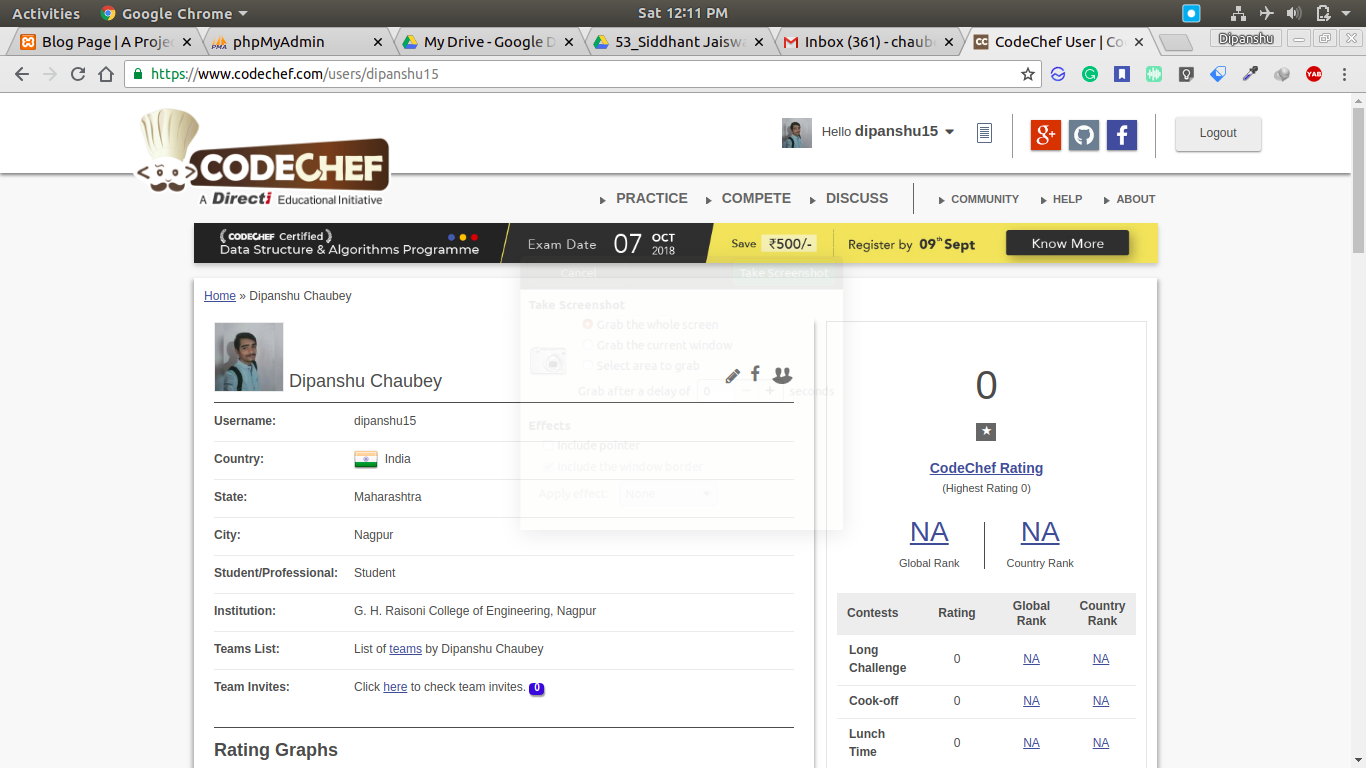 Activities Google Chrome Sat 12:11 PM
Blog Page | A Projec phpMyAdmin My Drive - Google D 53_Siddhant Jaiswa Inbox (361) - chaub CodeChef User | Co Dipanshu
https://www.codechef.com/users/dipanshu15
CODECHEF
A Directi Educational Initiative
Hello dipanshu15
Logout
PRACTICE COMPETE DISCUSS COMMUNITY HELP ABOUT
CODECHEF Certified
Data Structure & Algorithms Programme
Exam Date 07 OCT 2018
Save ₹500/-
Register by 09th Sept
Know More
Cancel Take Screenshot
Take Screenshot
Grab the whole screen
Grab the current window
Select area to grab
Grab after a delay of 0 − + seconds
Effects
Include pointer
Include the window border
Apply effect: None
Home » Dipanshu Chaubey
Dipanshu Chaubey
Username: dipanshu15
Country: India
State: Maharashtra
City: Nagpur
Student/Professional: Student
Institution: G. H. Raisoni College of Engineering, Nagpur
Teams List: List of teams by Dipanshu Chaubey
Team Invites: Click here to check team invites. 0
Rating Graphs
0
CodeChef Rating
(Highest Rating 0)
NA NA
Global Rank Country Rank
Contests Rating Global Rank Country Rank
Long Challenge 0 NA NA
Cook-off 0 NA NA
Lunch Time 0 NA NA